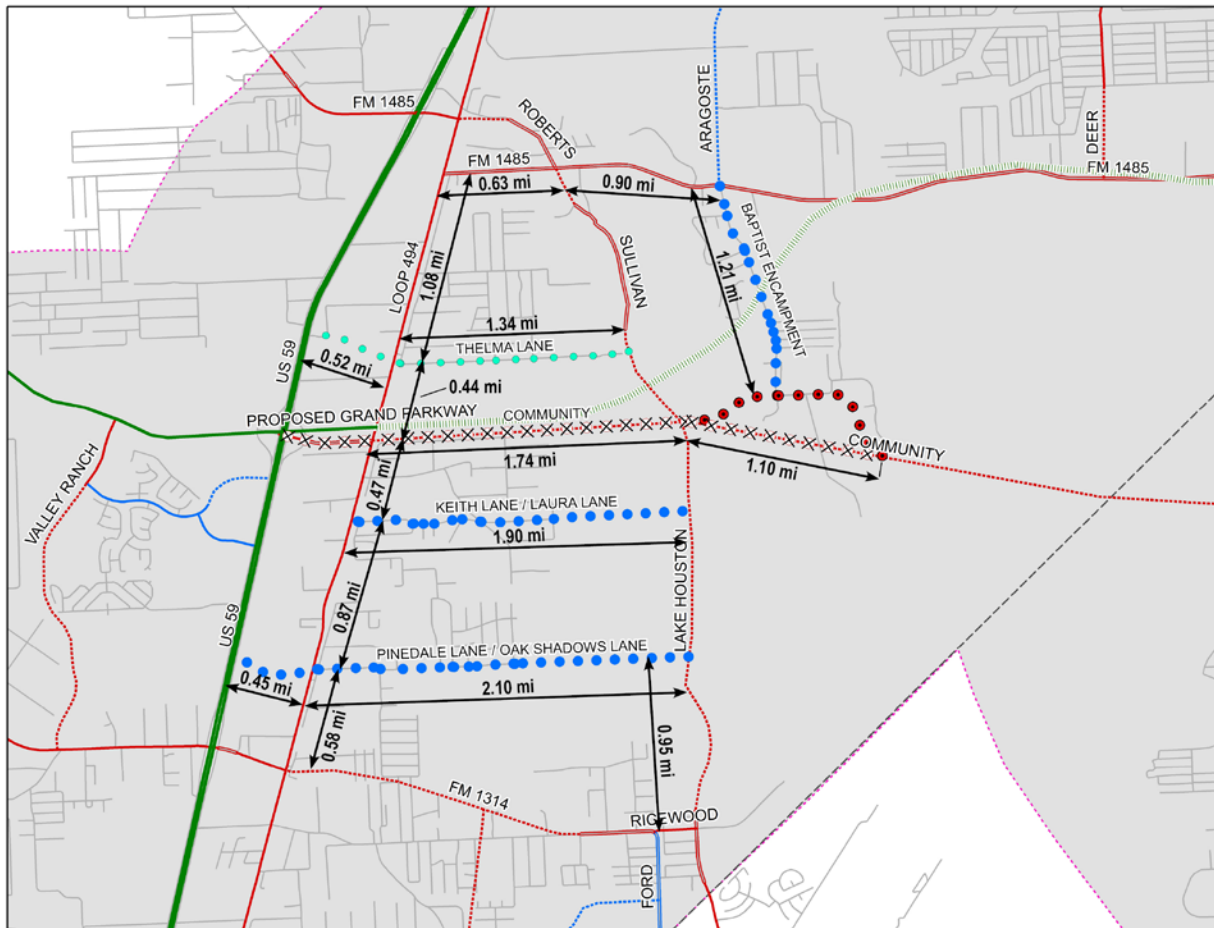 FM 1485
ROBERTS
ARAGOSTE
DEER
FM 1485
FM 1485
0.63 mi
0.90 mi
BAPTIST ENCAMPMENT
LOOP 494
1.08 mi
SULLIVAN
1.21 mi
1.34 mi
THELMA LANE
US 59
0.52 mi
0.44 mi
PROPOSED GRAND PARKWAY
COMMUNITY
COMMUNITY
1.74 mi
1.10 mi
VALLEY RANCH
0.47 mi
KEITH LANE / LAURA LANE
1.90 mi
LAKE HOUSTON
US 59
0.87 mi
PINEDALE LANE / OAK SHADOWS LANE
0.45 mi
2.10 mi
0.58 mi
0.95 mi
FM 1314
RIGEWOOD
FORD